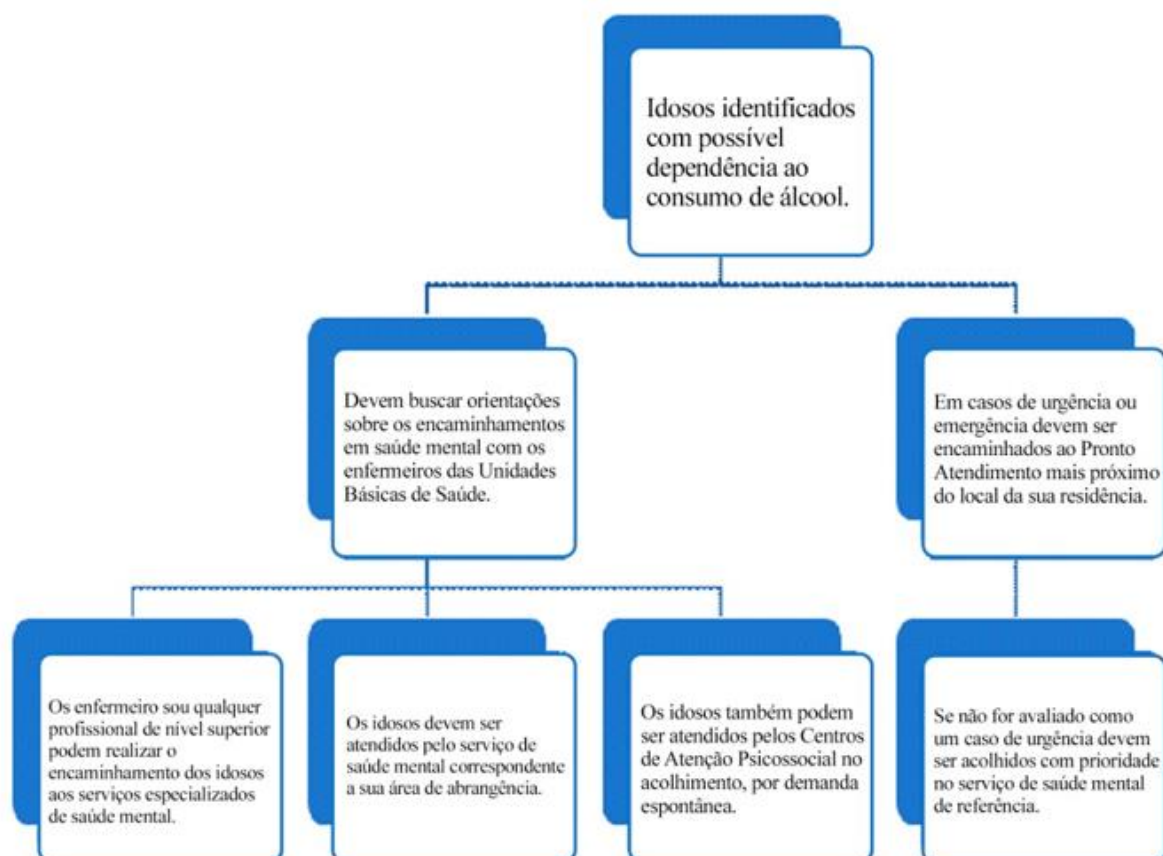 Idosos identificados
com possível
dependência ao
consumo de álcool.
Devem buscar orientações
sobre os encaminhamentos
em saúde mental com os
enfermeiros das Unidades
Básicas de Saúde.
Em casos de urgência ou
emergência devem ser
encaminhados ao Pronto
Atendimento mais próximo
do local da sua residência.
Os enfermeiro sou qualquer
profissional de nível superior
podem realizar o
encaminhamento dos idosos
aos serviços especializados
de saúde mental.
Os idosos devem ser
atendidos pelo serviço de
saúde mental correspondente
a sua área de abrangência.
Os idosos também podem
ser atendidos pelos Centros
de Atenção Psicossocial no
acolhimento, por demanda
espontânea.
Se não for avaliado como
um caso de urgência devem
ser acolhidos com prioridade
no serviço de saúde mental
de referência.